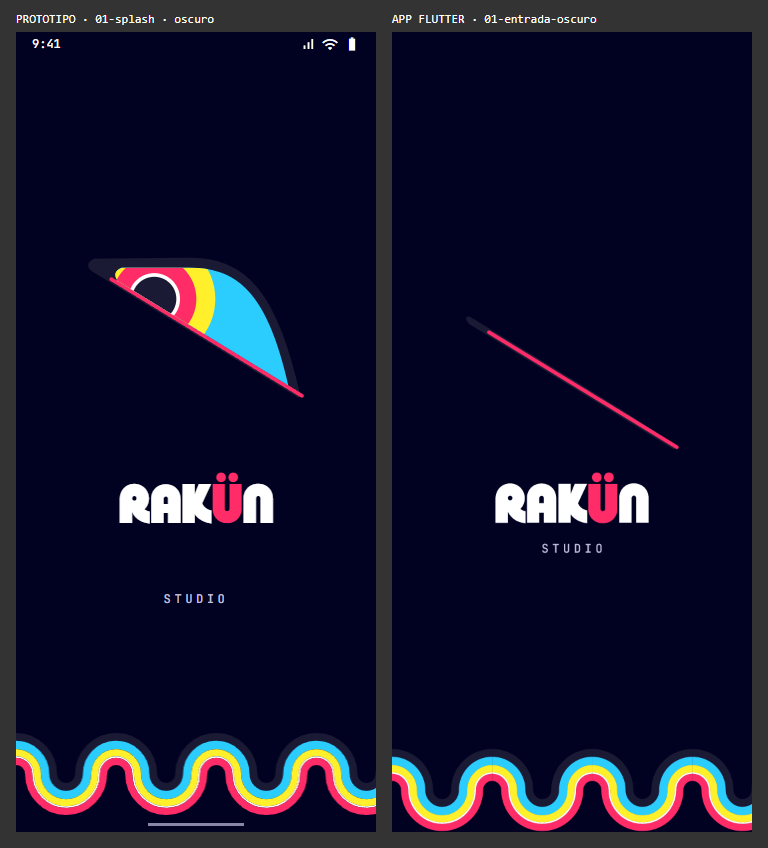 PROTOTIPO · 01-splash · oscuro
APP FLUTTER · 01-entrada-oscuro
9:41
RAKÜN
STUDIO
RAKÜN
STUDIO